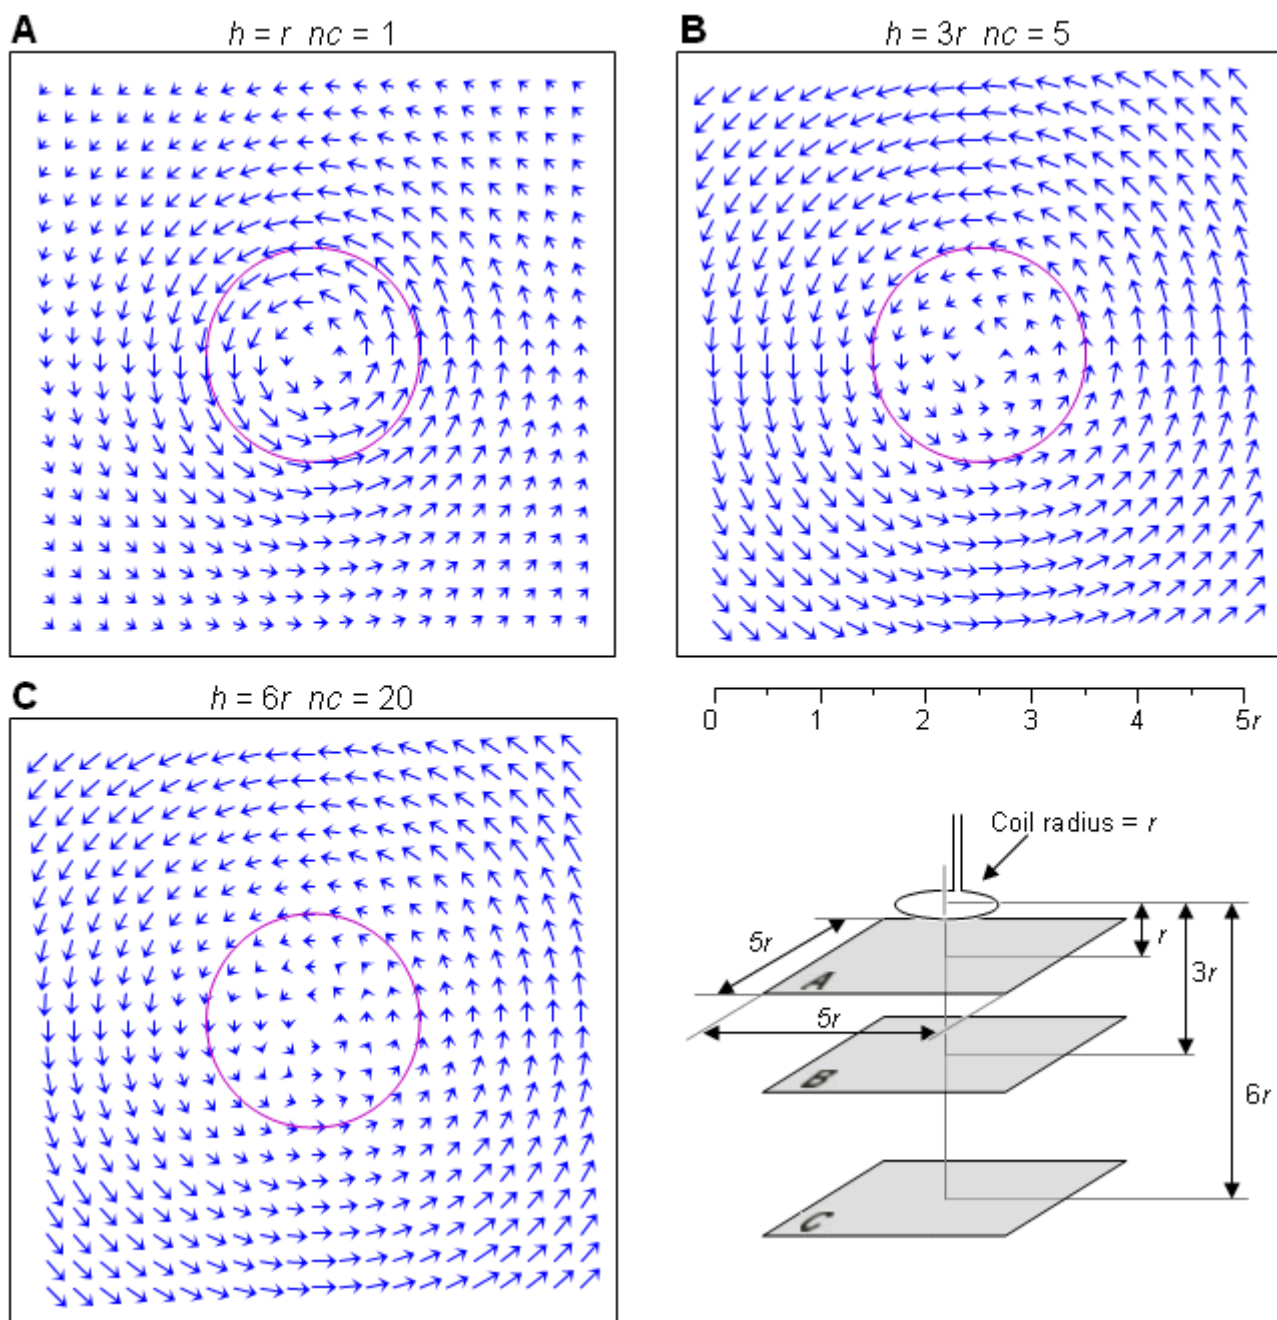 A
h = r nc = 1
B
h = 3r nc = 5
C
h = 6r nc = 20
0 1 2 3 4 5r
Coil radius = r
5r
r
A
3r
5r
B
6r
C